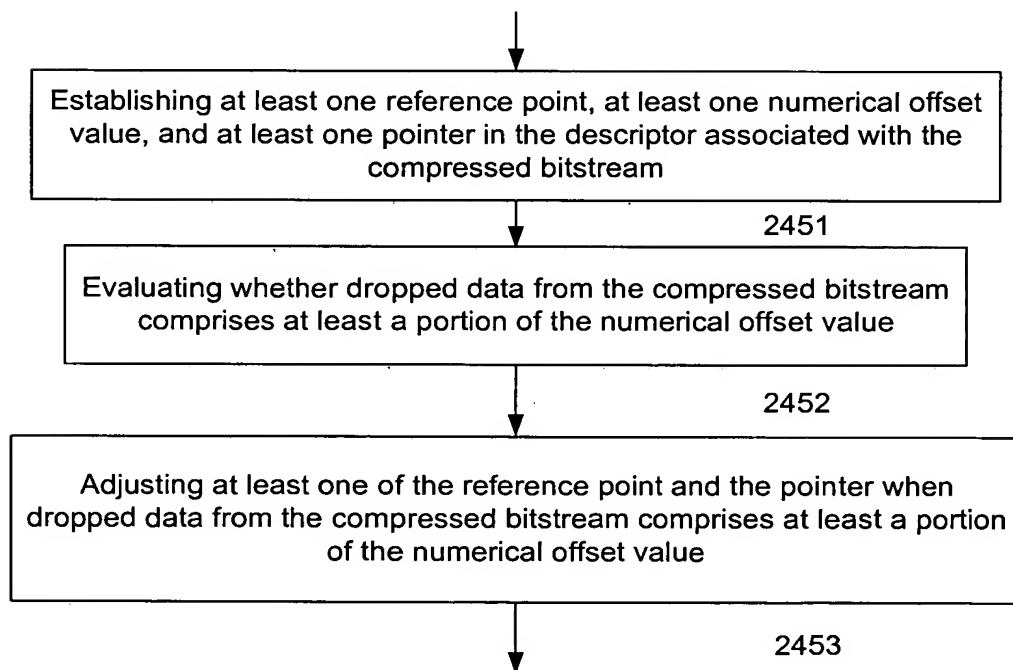 Establishing at least one reference point, at least one numerical offset
value, and at least one pointer in the descriptor associated with the
compressed bitstream
2451
Evaluating whether dropped data from the compressed bitstream
comprises at least a portion of the numerical offset value
2452
Adjusting at least one of the reference point and the pointer when
dropped data from the compressed bitstream comprises at least a portion
of the numerical offset value
2453